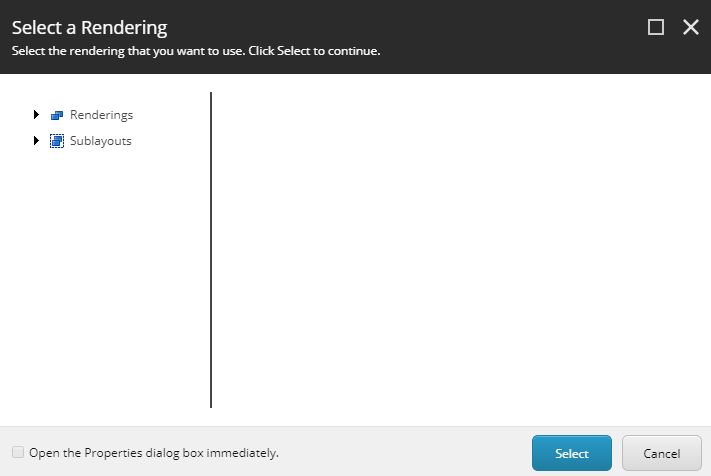 Select a Rendering
Select the rendering that you want to use. Click Select to continue.
Renderings
Sublayouts
Open the Properties dialog box immediately.
Select
Cancel